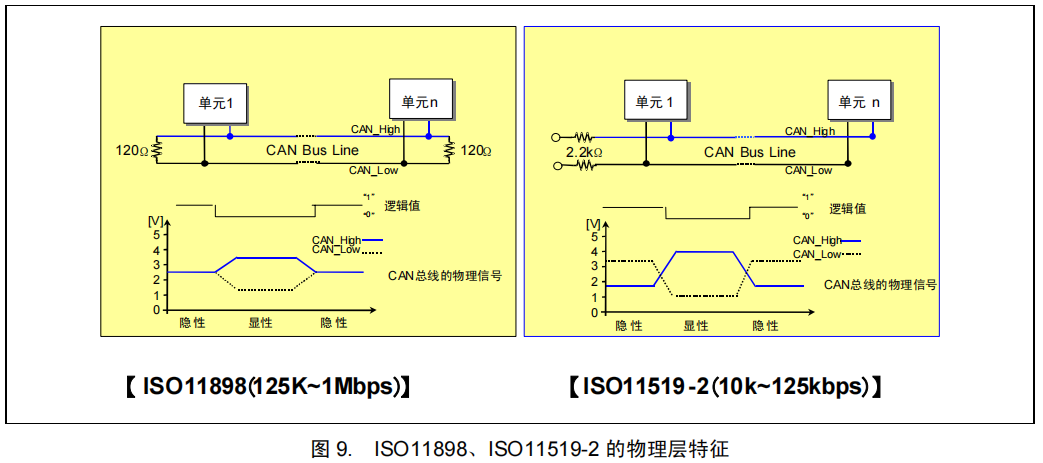 单元1
单元n
CAN_High
120Ω
CAN Bus Line
120Ω
CAN_Low
"1"
逻辑值
"0"
[V]
5
4
3
2
1
0
CAN_High
CAN_Low
CAN总线的物理信号
隐性 显性 隐性
【 ISO11898(125K~1Mbps)】
单元 1
单元 n
CAN_High
2.2kΩ
CAN Bus Line
CAN_Low
"1"
逻辑值
"0"
[V]
5
4
3
2
1
0
CAN_High
CAN_Low
CAN总线的物理信号
隐性 显性 隐性
【ISO11519-2(10k~125kbps)】
图 9. ISO11898、ISO11519-2 的物理层特征